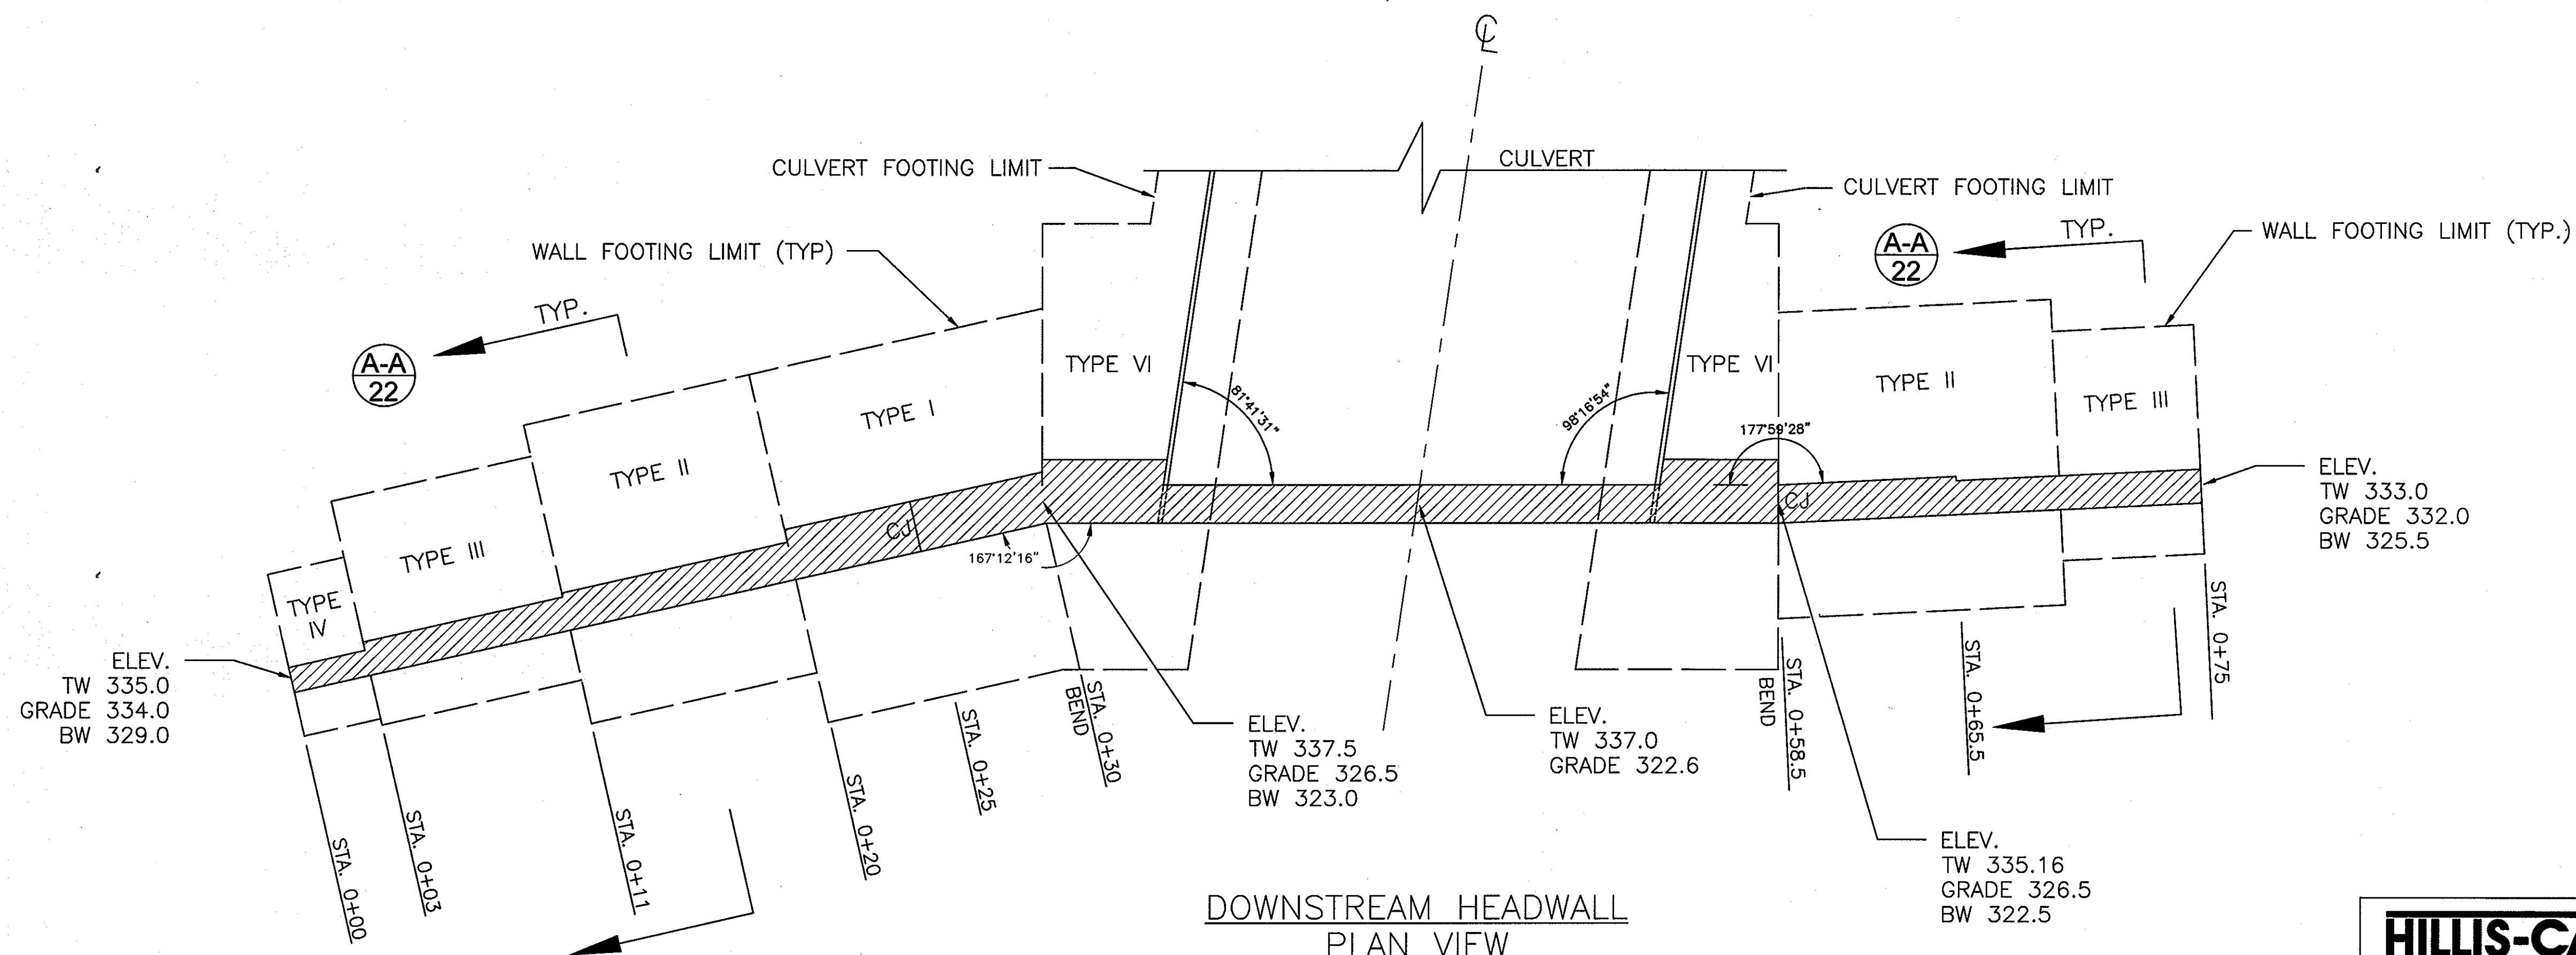 ℄
CULVERT FOOTING LIMIT
CULVERT
CULVERT FOOTING LIMIT
WALL FOOTING LIMIT (TYP)
A-A
22
TYP.
WALL FOOTING LIMIT (TYP.)
TYP.
A-A
22
TYPE VI
TYPE VI
TYPE II
TYPE III
81°41'31"
98°16'54"
177°59'28"
TYPE I
TYPE II
TYPE III
TYPE
IV
CJ
CJ
167°12'16"
ELEV.
TW 333.0
GRADE 332.0
BW 325.5
ELEV.
TW 335.0
GRADE 334.0
BW 329.0
STA. 0+00
STA. 0+03
STA. 0+11
STA. 0+20
STA. 0+25
STA. 0+30
BEND
ELEV.
TW 337.5
GRADE 326.5
BW 323.0
ELEV.
TW 337.0
GRADE 322.6
STA. 0+58.5
BEND
STA. 0+65.5
STA. 0+75
ELEV.
TW 335.16
GRADE 326.5
BW 322.5
DOWNSTREAM HEADWALL
PLAN VIEW
HILLIS-CA